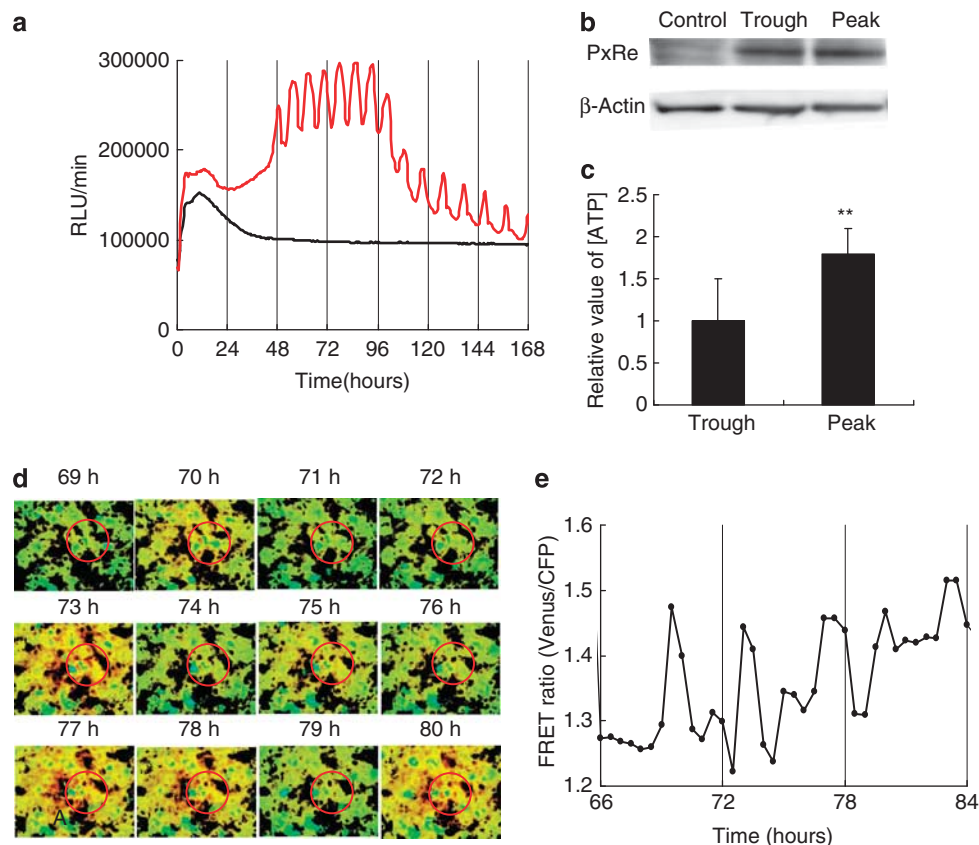 a
300000
200000
100000
0
RLU/min
0 24 48 72 96 120 144 168
Time(hours)
b
Control Trough Peak
PxRe
β-Actin
c
Relative value of [ATP]
2.5
2
1.5
1
0.5
0
**
Trough Peak
d
69 h 70 h 71 h 72 h
73 h 74 h 75 h 76 h
77 h 78 h 79 h 80 h
A
e
FRET ratio (Venus/CFP)
1.6
1.5
1.4
1.3
1.2
66 72 78 84
Time (hours)